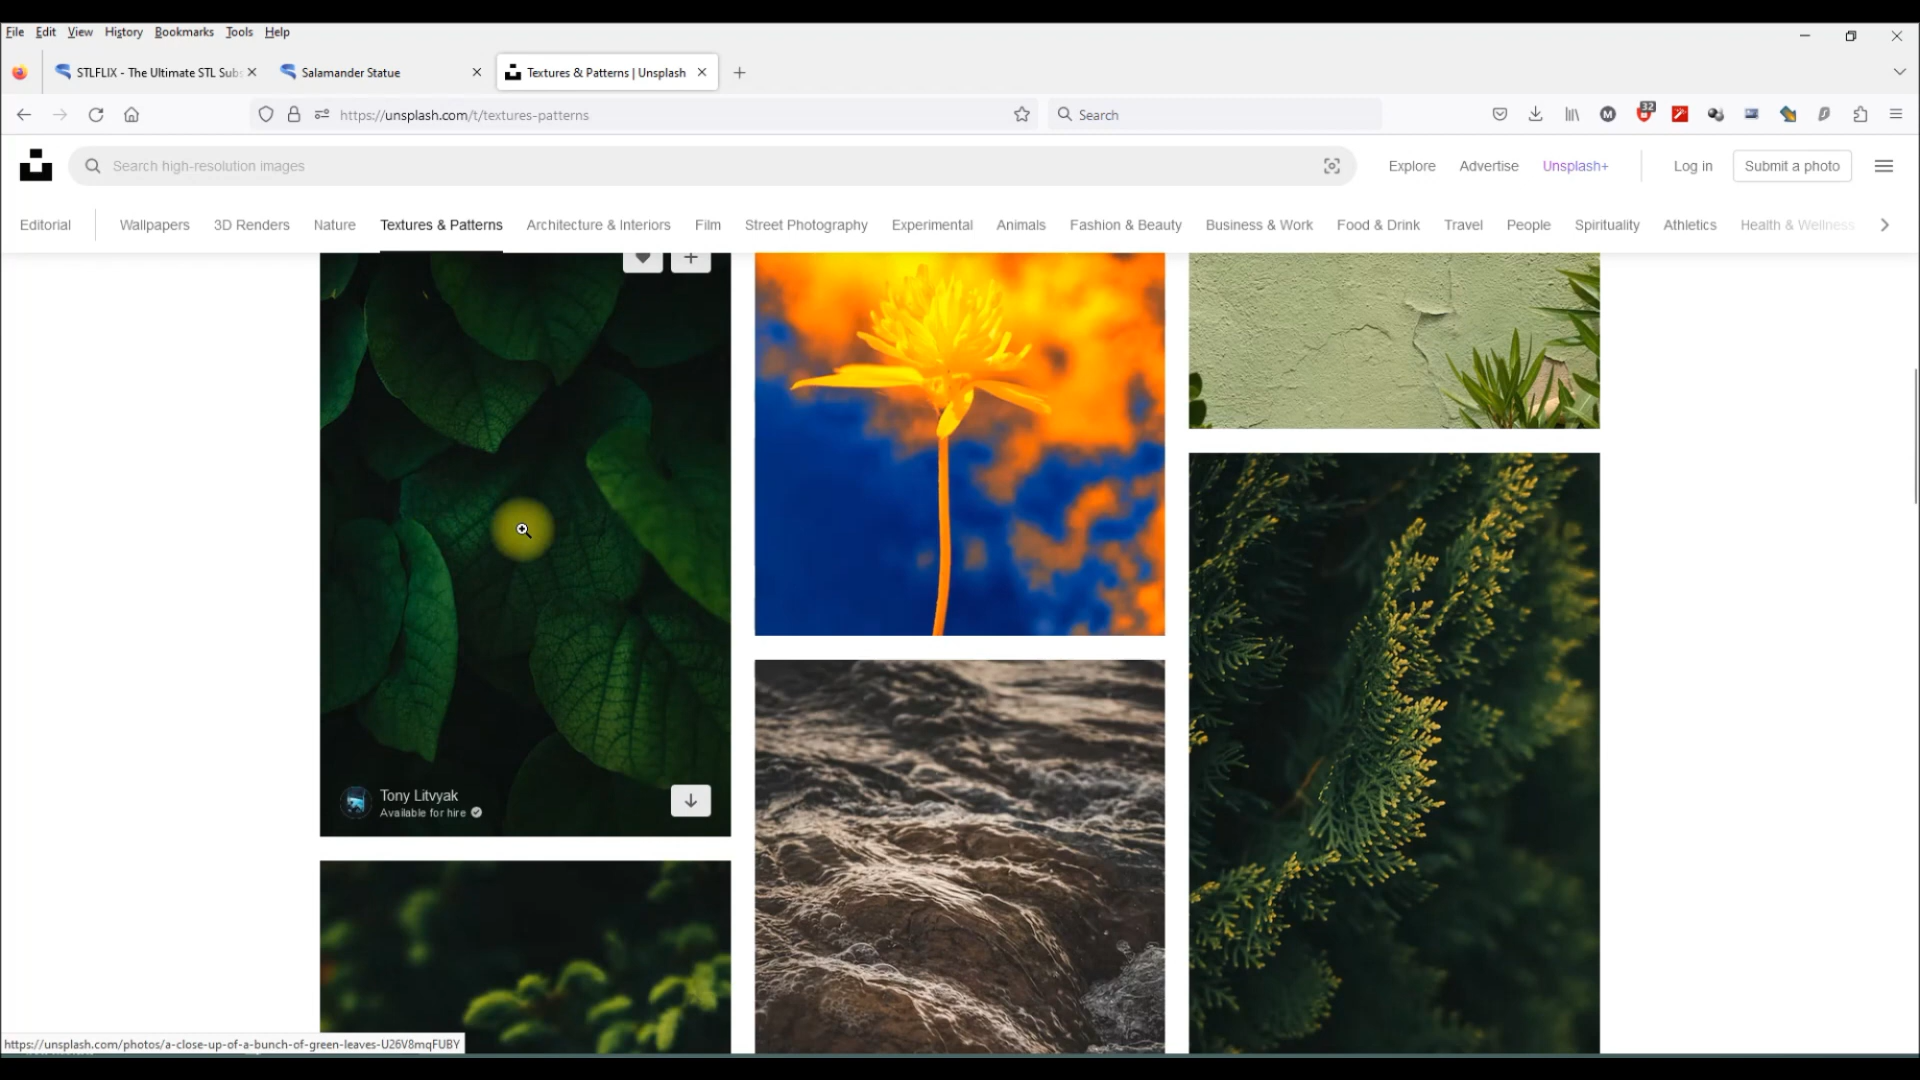 File Edit View History Bookmarks Tools Help
STLFLIX - The Ultimate STL Subs
Salamander Statue
Textures & Patterns | Unsplash
https://unsplash.com/t/textures-patterns
Search
32
M
Search high-resolution images
Explore
Advertise
Unsplash+
Log in
Submit a photo
Editorial
Wallpapers
3D Renders
Nature
Textures & Patterns
Architecture & Interiors
Film
Street Photography
Experimental
Animals
Fashion & Beauty
Business & Work
Food & Drink
Travel
People
Spirituality
Athletics
Health & Wellness
Tony Litvyak
Available for hire
https://unsplash.com/photos/a-close-up-of-a-bunch-of-green-leaves-U26V8mqFUBY